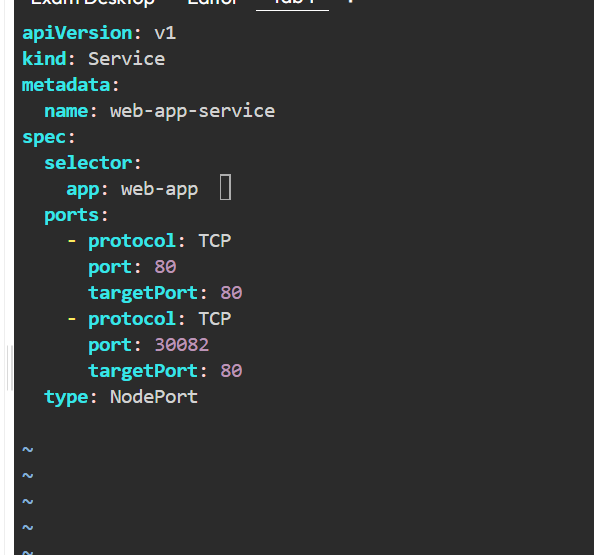 Exam Desktop Editor Tab 1 +
apiVersion: v1
kind: Service
metadata:
  name: web-app-service
spec:
  selector:
    app: web-app
  ports:
    - protocol: TCP
      port: 80
      targetPort: 80
    - protocol: TCP
      port: 30082
      targetPort: 80
  type: NodePort
~
~
~
~
~